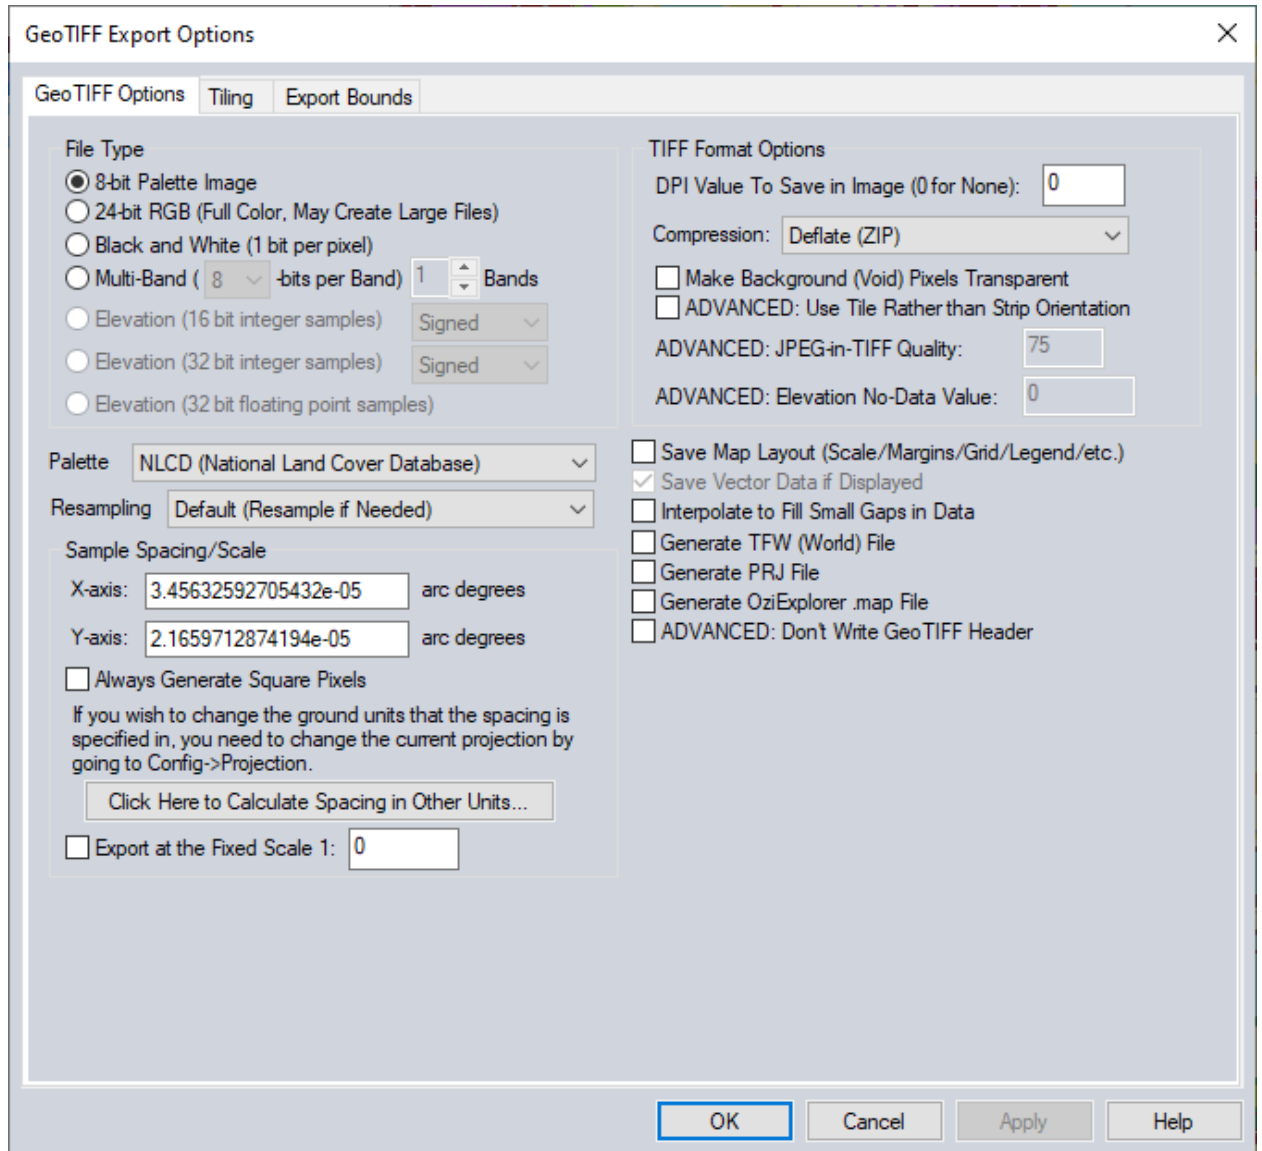 GeoTIFF Export Options
GeoTIFF Options
Tiling
Export Bounds
File Type
8-bit Palette Image
24-bit RGB (Full Color, May Create Large Files)
Black and White (1 bit per pixel)
Multi-Band ( 8 -bits per Band) 1 Bands
Elevation (16 bit integer samples) Signed
Elevation (32 bit integer samples) Signed
Elevation (32 bit floating point samples)
Palette NLCD (National Land Cover Database)
Resampling Default (Resample if Needed)
Sample Spacing/Scale
X-axis: 3.45632592705432e-05 arc degrees
Y-axis: 2.1659712874194e-05 arc degrees
Always Generate Square Pixels
If you wish to change the ground units that the spacing is
specified in, you need to change the current projection by
going to Config->Projection.
Click Here to Calculate Spacing in Other Units...
Export at the Fixed Scale 1: 0
TIFF Format Options
DPI Value To Save in Image (0 for None): 0
Compression: Deflate (ZIP)
Make Background (Void) Pixels Transparent
ADVANCED: Use Tile Rather than Strip Orientation
ADVANCED: JPEG-in-TIFF Quality: 75
ADVANCED: Elevation No-Data Value: 0
Save Map Layout (Scale/Margins/Grid/Legend/etc.)
Save Vector Data if Displayed
Interpolate to Fill Small Gaps in Data
Generate TFW (World) File
Generate PRJ File
Generate OziExplorer .map File
ADVANCED: Don't Write GeoTIFF Header
OK
Cancel
Apply
Help